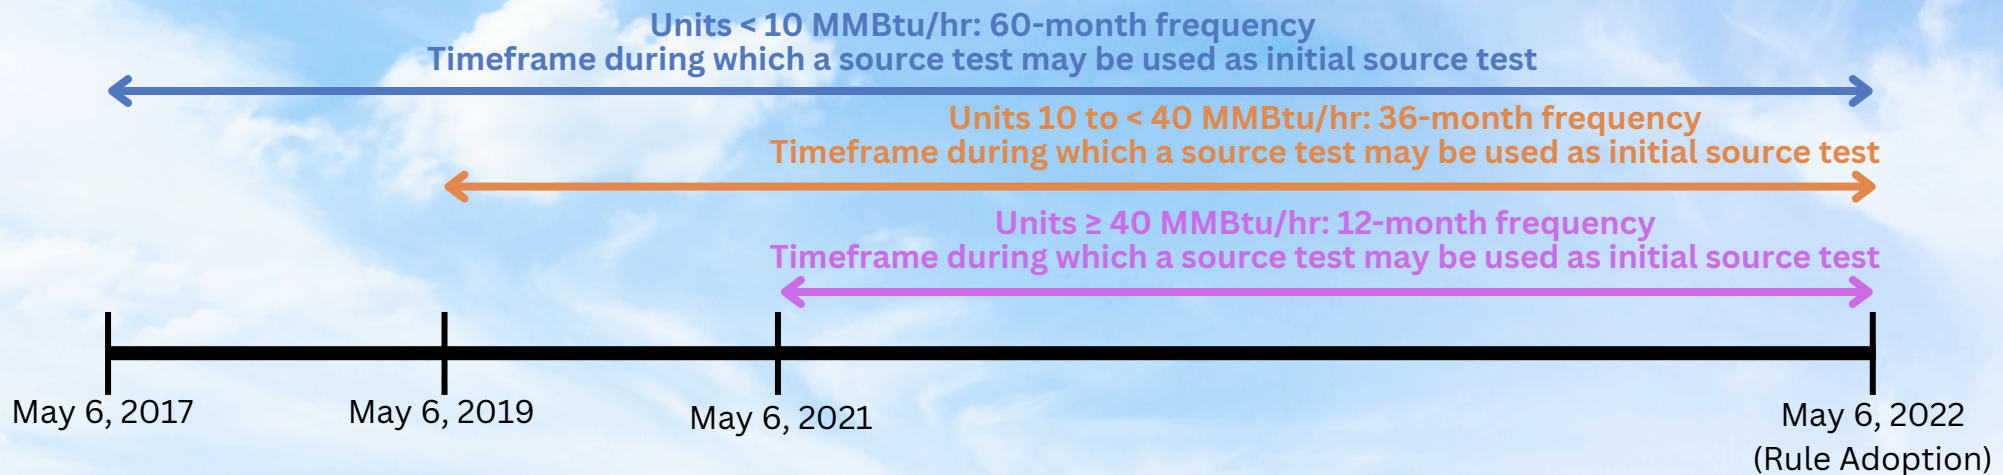 Units < 10 MMBtu/hr: 60-month frequency
Timeframe during which a source test may be used as initial source test
Units 10 to < 40 MMBtu/hr: 36-month frequency
Timeframe during which a source test may be used as initial source test
Units ≥ 40 MMBtu/hr: 12-month frequency
Timeframe during which a source test may be used as initial source test
May 6, 2017
May 6, 2019
May 6, 2021
May 6, 2022
(Rule Adoption)